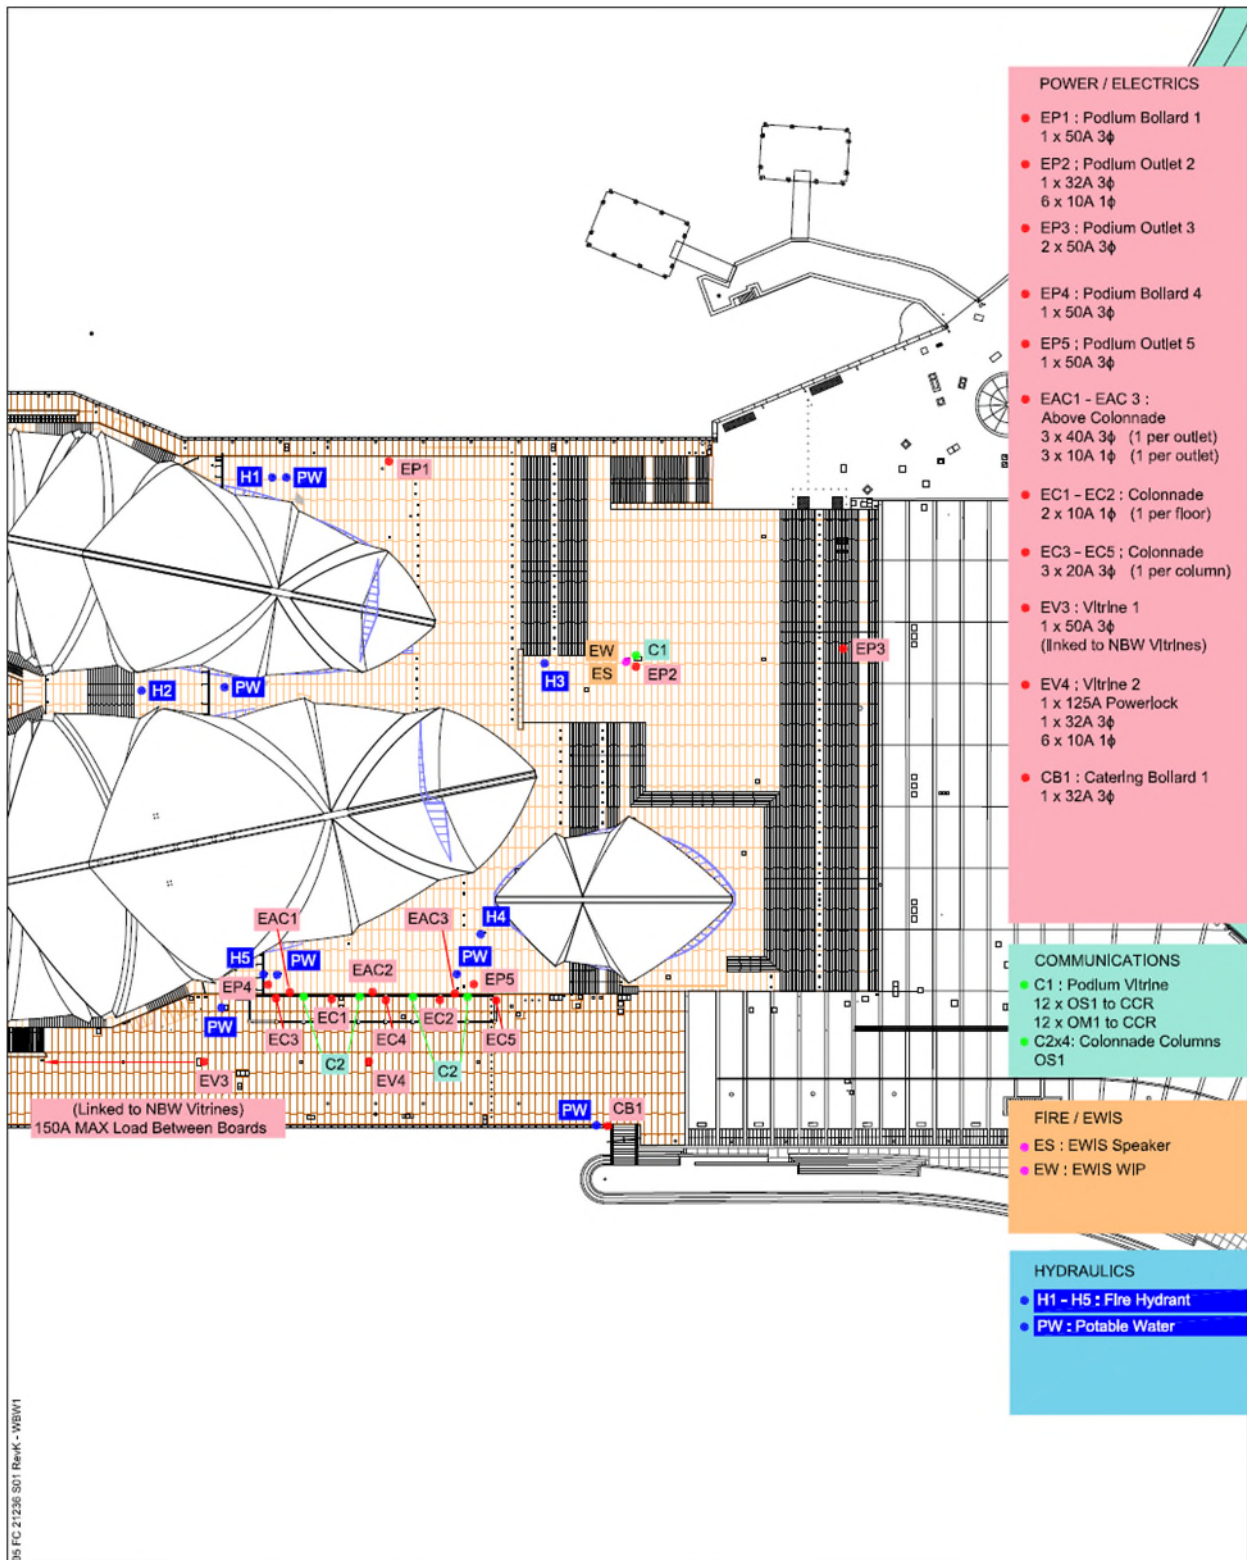 POWER / ELECTRICS
EP1 : Podium Bollard 1
1 x 50A 3ϕ
EP2 : Podium Outlet 2
1 x 32A 3ϕ
6 x 10A 1ϕ
EP3 : Podium Outlet 3
2 x 50A 3ϕ
EP4 : Podium Bollard 4
1 x 50A 3ϕ
EP5 : Podium Outlet 5
1 x 50A 3ϕ
EAC1 - EAC 3 :
Above Colonnade
3 x 40A 3ϕ (1 per outlet)
3 x 10A 1ϕ (1 per outlet)
EC1 - EC2 : Colonnade
2 x 10A 1ϕ (1 per floor)
EC3 - EC5 : Colonnade
3 x 20A 3ϕ (1 per column)
EV3 : Vitrine 1
1 x 50A 3ϕ
(linked to NBW Vitrines)
EV4 : Vitrine 2
1 x 125A Powerlock
1 x 32A 3ϕ
6 x 10A 1ϕ
CB1 : Catering Bollard 1
1 x 32A 3ϕ
COMMUNICATIONS
C1 : Podium Vitrine
12 x OS1 to CCR
12 x OM1 to CCR
C2x4: Colonnade Columns
OS1
FIRE / EWIS
ES : EWIS Speaker
EW : EWIS WIP
HYDRAULICS
H1 - H5 : Fire Hydrant
PW : Potable Water
H1
PW
EP1
EW
C1
ES
EP2
EP3
H3
H2
PW
EAC1
EAC3
H4
H5
PW
PW
EAC2
EP4
EP5
PW
EC1
EC2
EC3
EC4
EC5
C2
C2
EV3
EV4
(Linked to NBW Vitrines)
150A MAX Load Between Boards
PW
CB1
05 FC 21236 S01 RevK - WBW1